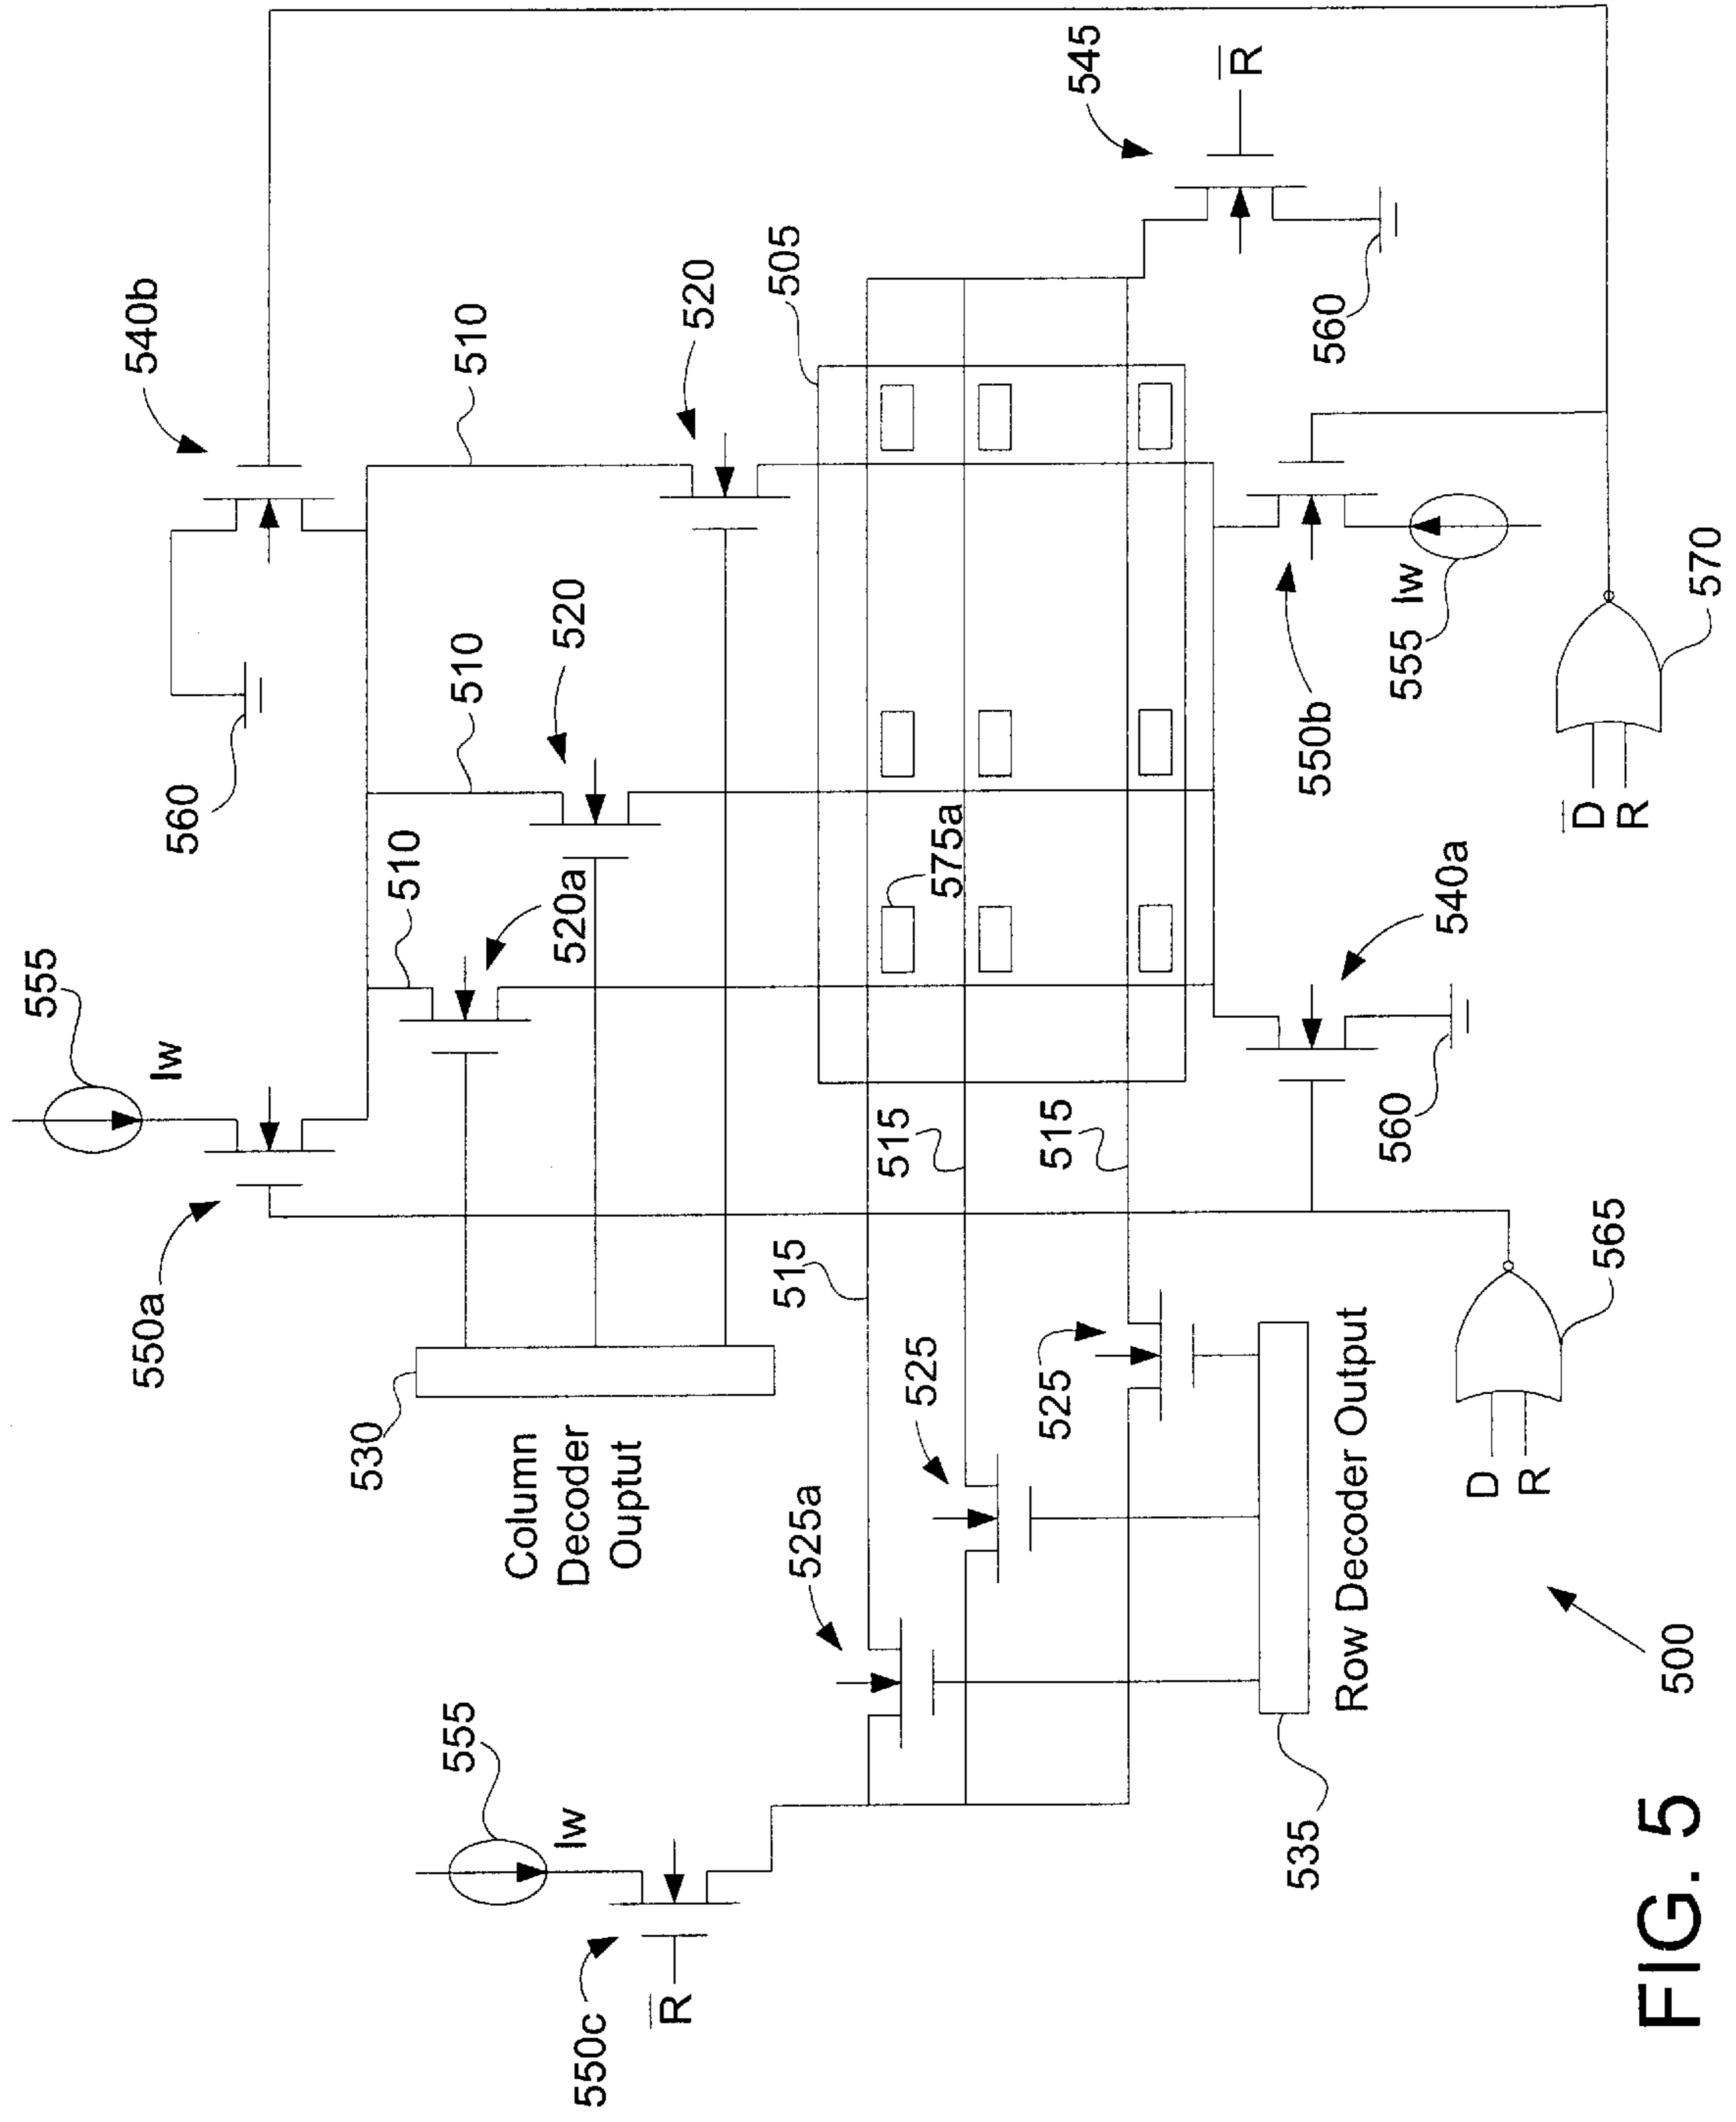 555
Iw
550a
540b
560
510
510
510
520a
520
520
530
Column
Decoder
Ouptut
555
Iw
550c
R̅
525a
525
525
515
515
515
575a
505
545
R̅
560
535
Row Decoder Output
560
540a
550b
Iw
555
D
R
565
D̅
R
570
500
FIG. 5